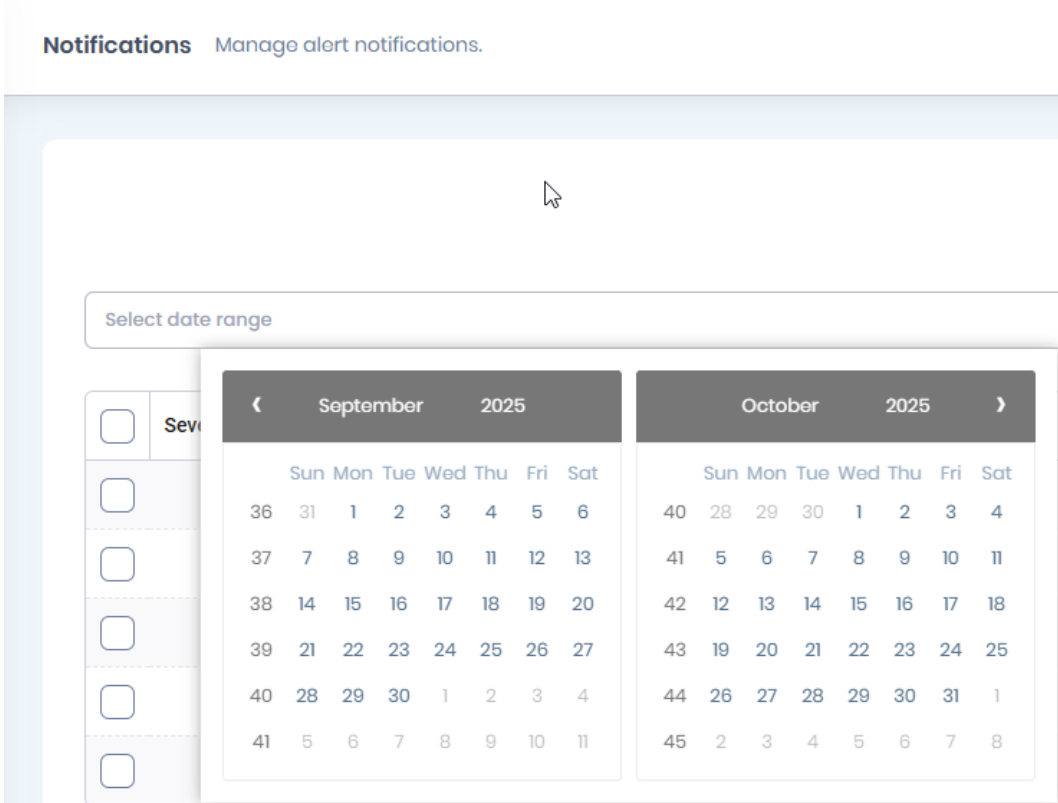 Notifications Manage alert notifications.
Select date range
Seve
‹ September 2025
Sun Mon Tue Wed Thu Fri Sat
36 31 1 2 3 4 5 6
37 7 8 9 10 11 12 13
38 14 15 16 17 18 19 20
39 21 22 23 24 25 26 27
40 28 29 30 1 2 3 4
41 5 6 7 8 9 10 11
October 2025 ›
Sun Mon Tue Wed Thu Fri Sat
40 28 29 30 1 2 3 4
41 5 6 7 8 9 10 11
42 12 13 14 15 16 17 18
43 19 20 21 22 23 24 25
44 26 27 28 29 30 31 1
45 2 3 4 5 6 7 8